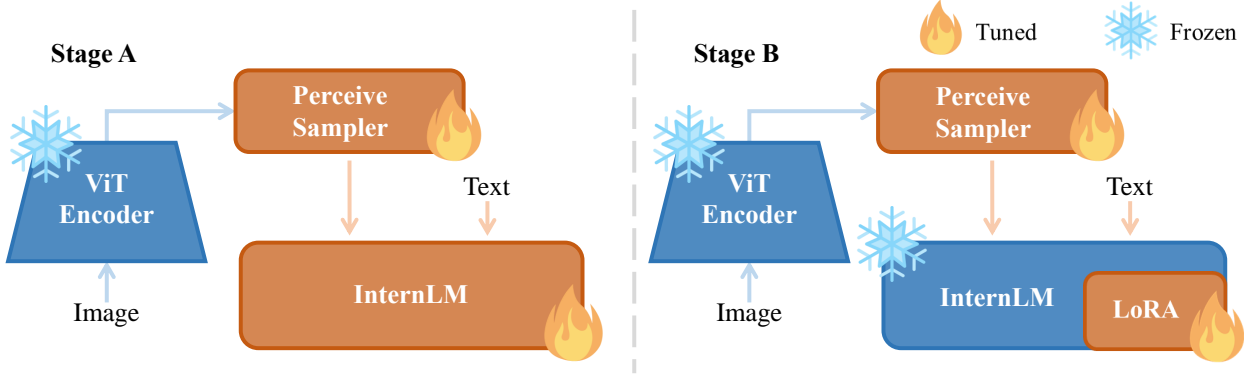 Stage A
Perceive
Sampler
ViT
Encoder
Text
InternLM
Image
Tuned
Frozen
Stage B
Perceive
Sampler
ViT
Encoder
Text
InternLM
LoRA
Image